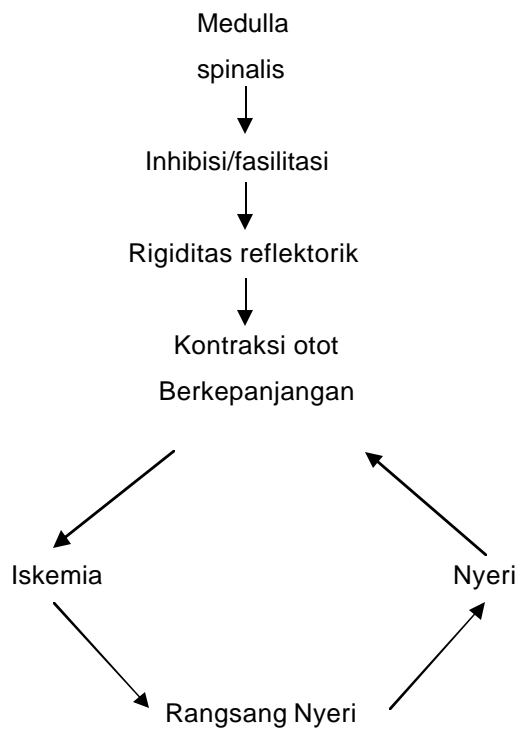 Medulla
spinalis
Inhibisi/fasilitasi
Rigiditas reflektorik
Kontraksi otot
Berkepanjangan
Iskemia
Nyeri
Rangsang Nyeri